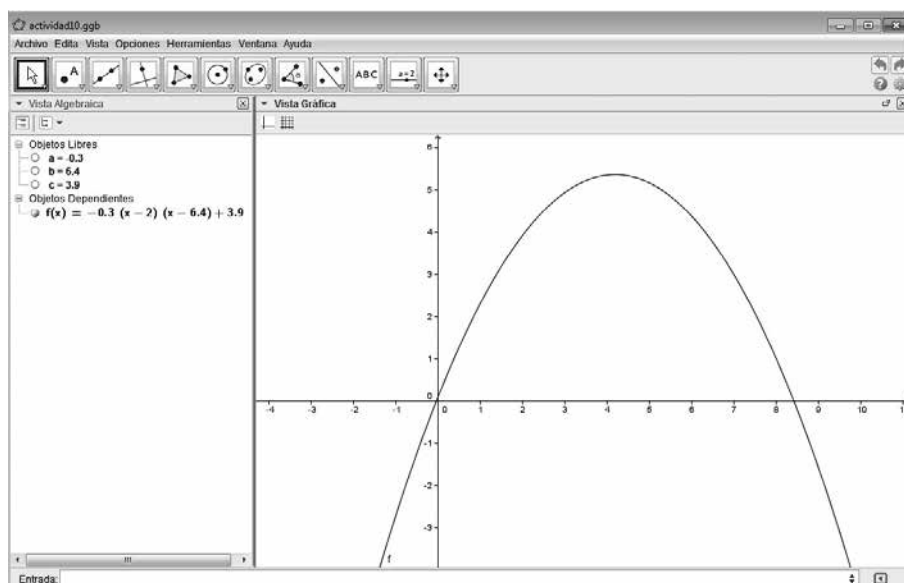 actividad10.ggb
Archivo Edita Vista Opciones Herramientas Ventana Ayuda
A
α
ABC
a=2
Vista Algebraica
Vista Gráfica
Objetos Libres
a = -0.3
b = 6.4
c = 3.9
Objetos Dependientes
f(x) = −0.3 (x−2) (x−6.4) + 3.9
6
5
4
3
2
1
0
-4 -3 -2 -1 0 1 2 3 4 5 6 7 8 9 10
-1
-2
-3
f
Entrada: